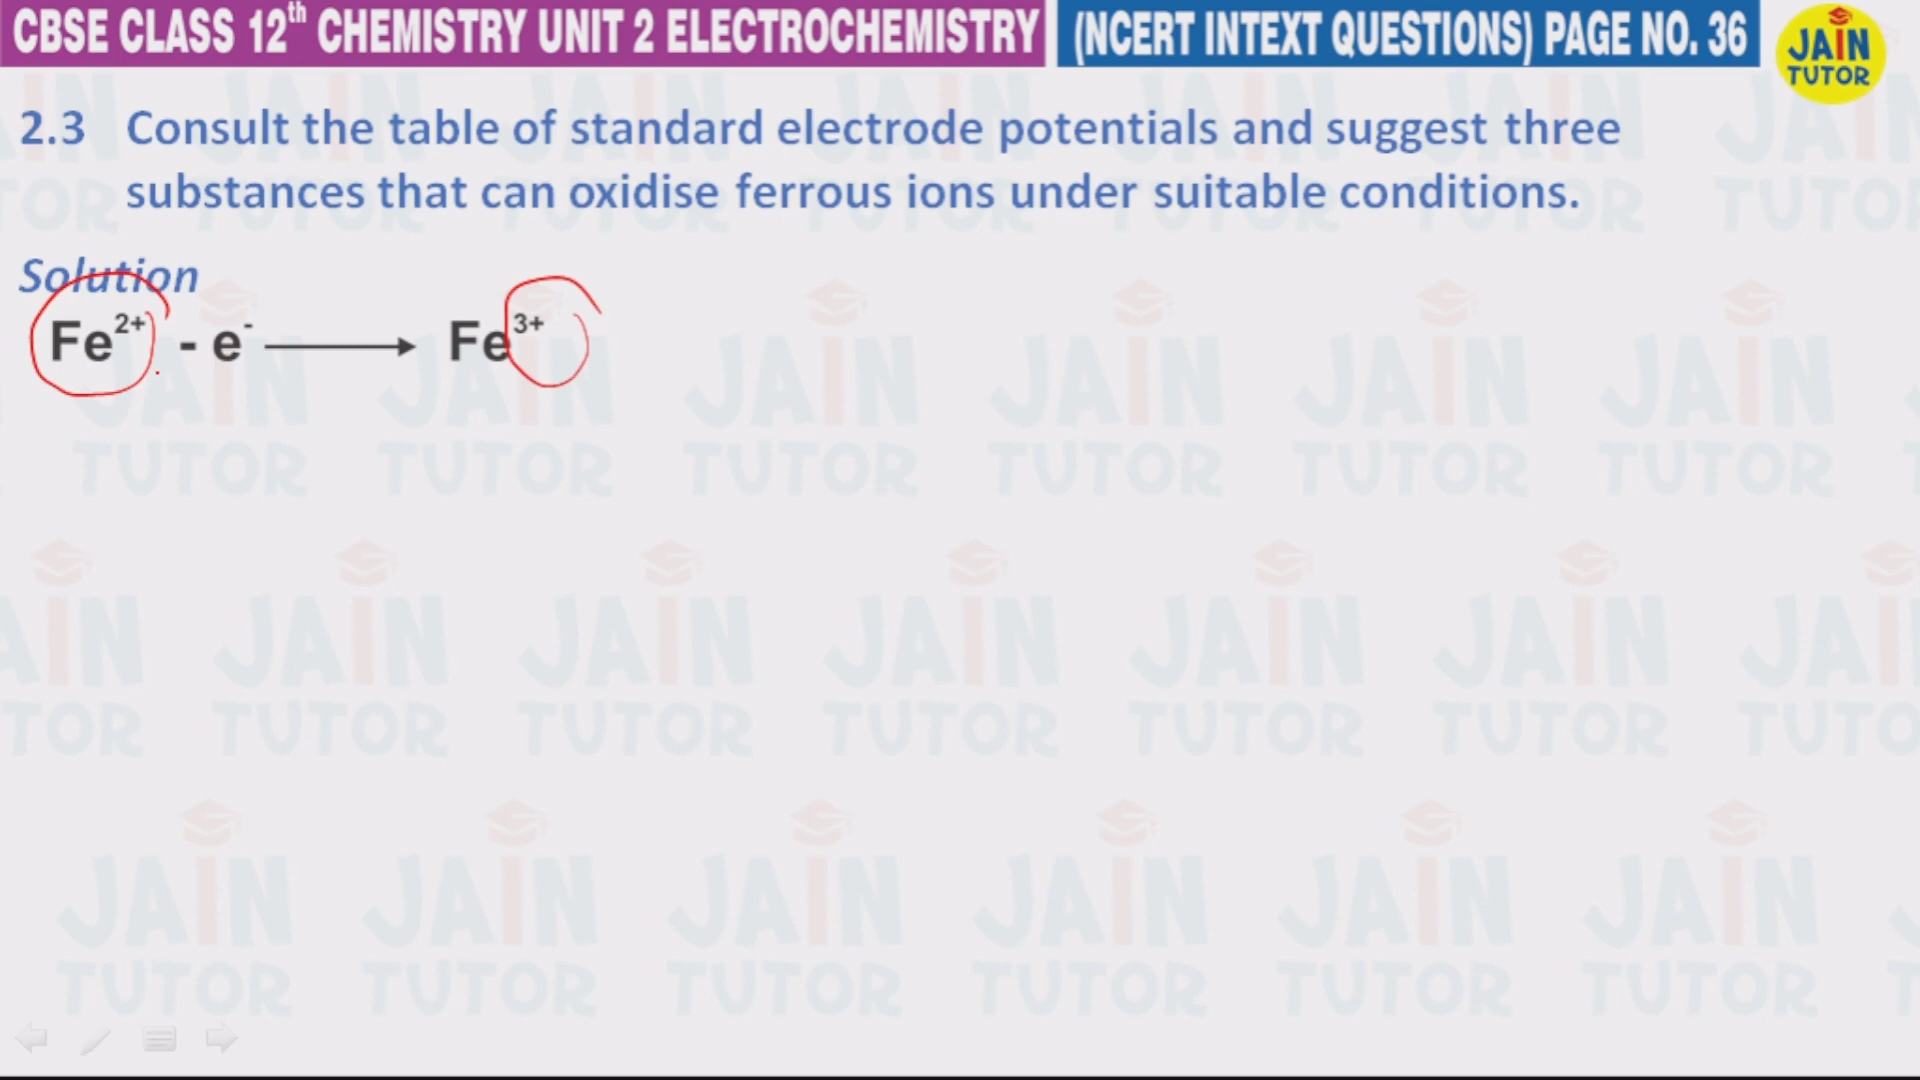 CBSE CLASS 12th CHEMISTRY UNIT 2 ELECTROCHEMISTRY
(NCERT INTEXT QUESTIONS) PAGE NO. 36
JAIN
TUTOR
2.3 Consult the table of standard electrode potentials and suggest three
substances that can oxidise ferrous ions under suitable conditions.
Solution
Fe²⁺ - e⁻ ⟶ Fe³⁺